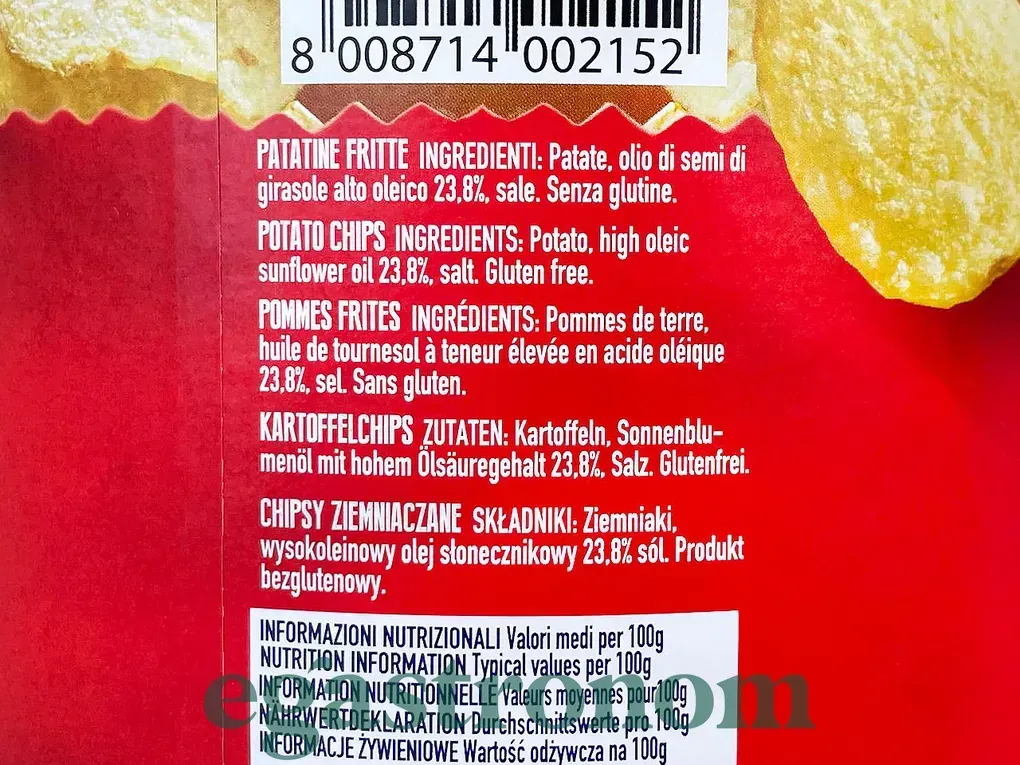 8 008714 002152
PATATINE FRITTE INGREDIENTI: Patate, olio di semi di
girasole alto oleico 23,8%, sale. Senza glutine.
POTATO CHIPS INGREDIENTS: Potato, high oleic
sunflower oil 23,8%, salt. Gluten free.
POMMES FRITES INGRÉDIENTS: Pommes de terre,
huile de tournesol à teneur élevée en acide oléique
23,8%, sel. Sans gluten.
KARTOFFELCHIPS ZUTATEN: Kartoffeln, Sonnenblu-
menöl mit hohem Ölsäuregehalt 23,8%, Salz. Glutenfrei.
CHIPSY ZIEMNIACZANE SKŁADNIKI: Ziemniaki,
wysokoleinowy olej słonecznikowy 23,8% sól. Produkt
bezglutenowy.
INFORMAZIONI NUTRIZIONALI Valori medi per 100g
NUTRITION INFORMATION Typical values per 100g
INFORMATION NUTRITIONNELLE Valeurs moyennes pour 100g
NÄHRWERTDEKLARATION Durchschnittswerte pro 100g
INFORMACJE ŻYWIENIOWE Wartość odżywcza na 100g